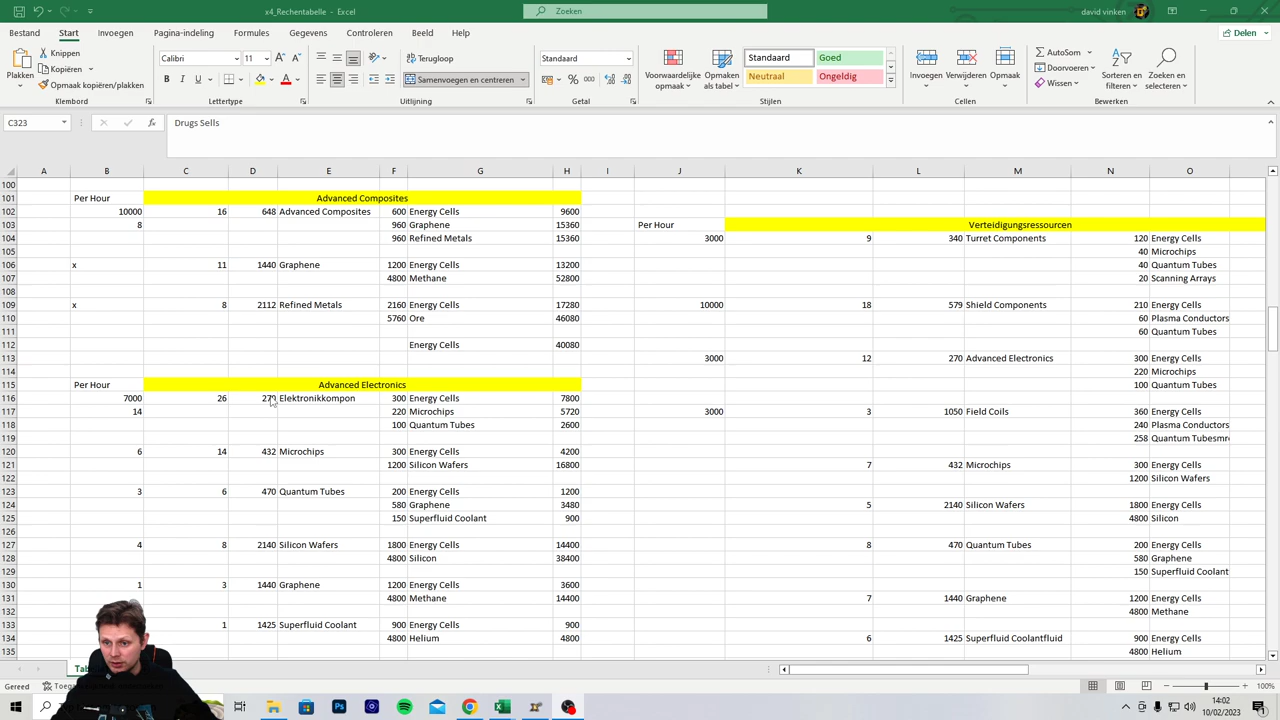 x4_Rechentabelle - Excel
Zoeken
david vinken
Bestand Start Invoegen Pagina-indeling Formules Gegevens Controleren Beeld Help
Delen
Plakken
Knippen
Kopiëren
Opmaak kopiëren/plakken
Klembord
Calibri 11
Lettertype
Terugloop
Samenvoegen en centreren
Uitlijning
Standaard
Getal
Voorwaardelijke opmaak
Opmaken als tabel
Standaard Goed
Neutraal Ongeldig
Stijlen
Invoegen Verwijderen Opmaak
Cellen
AutoSom
Doorvoeren
Wissen
Sorteren en filteren
Zoeken en selecteren
Bewerken
C323
Drugs Sells
A B C D E F G H I J K L M N O
100
101 Per Hour Advanced Composites
102 10000 16 648 Advanced Composites 600 Energy Cells 9600
103 8 960 Graphene 15360 Per Hour Verteidigungsressourcen
104 960 Refined Metals 15360 3000 9 340 Turret Components 120 Energy Cells
105 40 Microchips
106 x 11 1440 Graphene 1200 Energy Cells 13200 40 Quantum Tubes
107 4800 Methane 52800 20 Scanning Arrays
108
109 x 8 2112 Refined Metals 2160 Energy Cells 17280 10000 18 579 Shield Components 210 Energy Cells
110 5760 Ore 46080 60 Plasma Conductors
111 60 Quantum Tubes
112 Energy Cells 40080
113 3000 12 270 Advanced Electronics 300 Energy Cells
114 220 Microchips
115 Per Hour Advanced Electronics 100 Quantum Tubes
116 7000 26 270 Elektronikkompon 300 Energy Cells 7800
117 14 220 Microchips 5720 3000 3 1050 Field Coils 360 Energy Cells
118 100 Quantum Tubes 2600 240 Plasma Conductors
119 258 Quantum Tubesmr
120 6 14 432 Microchips 300 Energy Cells 4200
121 1200 Silicon Wafers 16800 7 432 Microchips 300 Energy Cells
122 1200 Silicon Wafers
123 3 6 470 Quantum Tubes 200 Energy Cells 1200
124 580 Graphene 3480 5 2140 Silicon Wafers 1800 Energy Cells
125 150 Superfluid Coolant 900 4800 Silicon
126
127 4 8 2140 Silicon Wafers 1800 Energy Cells 14400 8 470 Quantum Tubes 200 Energy Cells
128 4800 Silicon 38400 580 Graphene
129 150 Superfluid Coolant
130 1 3 1440 Graphene 1200 Energy Cells 3600
131 4800 Methane 14400 7 1440 Graphene 1200 Energy Cells
132 4800 Methane
133 1 1425 Superfluid Coolant 900 Energy Cells 900
134 4800 Helium 4800 6 1425 Superfluid Coolantfluid 900 Energy Cells
135 4800 Helium
Gereed
100%
14:02
10/02/2023